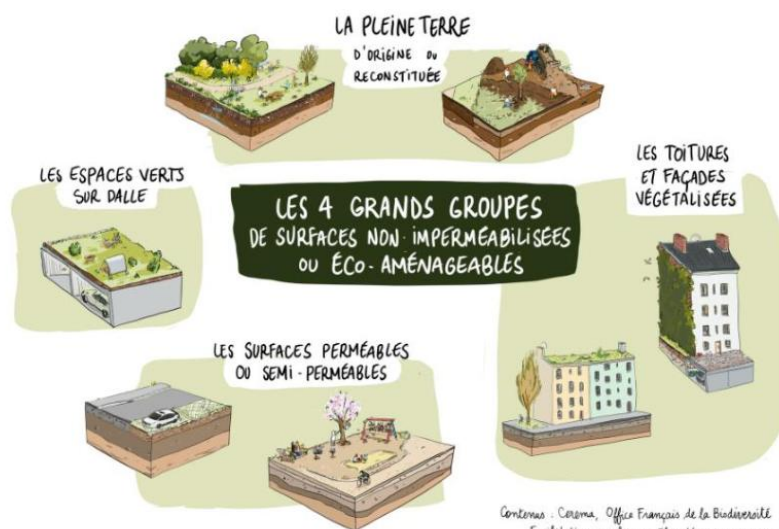 LA PLEINE TERRE
D'ORIGINE OU
RECONSTITUÉE
LES ESPACES VERTS
SUR DALLE
LES TOITURES
ET FAÇADES
VÉGÉTALISÉES
LES 4 GRANDS GROUPES
DE SURFACES NON-IMPERMÉABILISÉES
OU ÉCO-AMÉNAGEABLES
LES SURFACES PERMÉABLES
OU SEMI-PERMÉABLES
Contenus : Cerema, Office Français de la Biodiversité